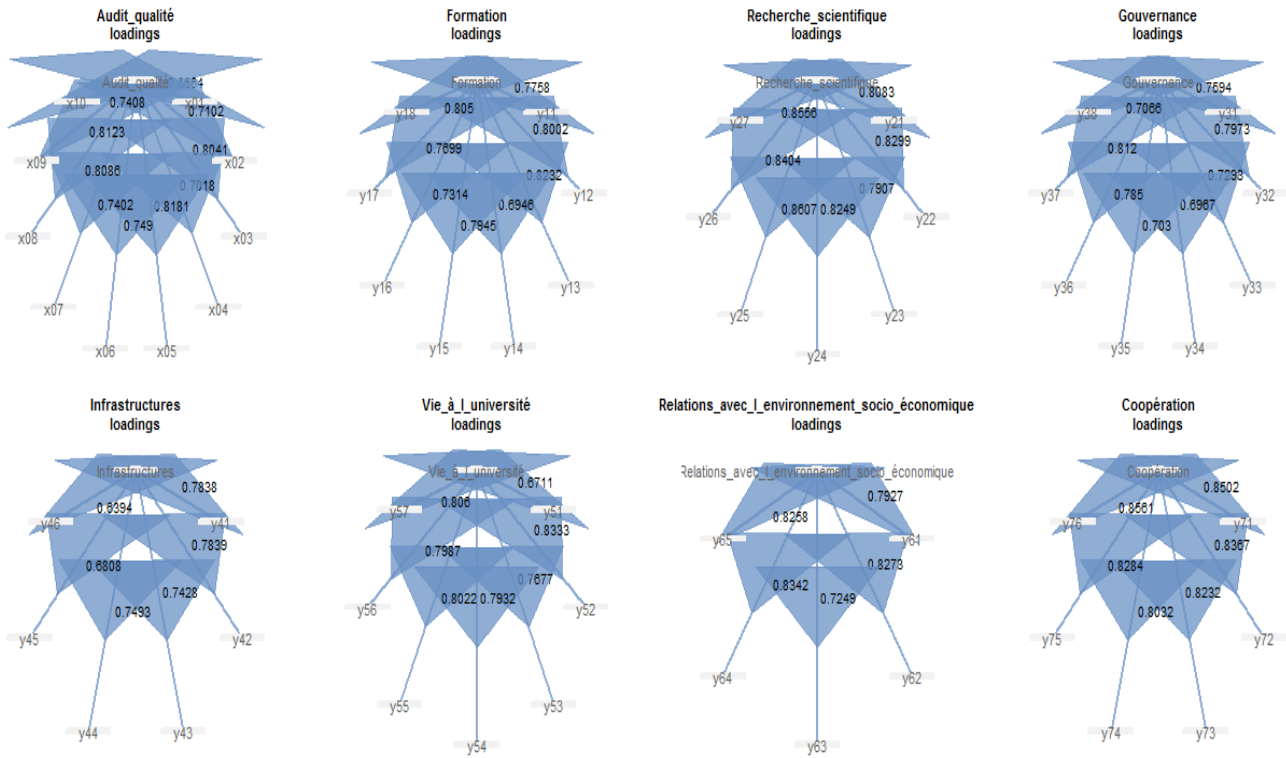 Audit_qualité
loadings
Audit_qualité
x10
0.7408
x01
0.7102
0.8123
0.8041
x09
x02
0.8086
0.7018
0.7402
0.8181
0.749
x08
x03
x07
x04
x06
x05
Formation
loadings
Formation
0.7758
y18
0.805
y11
0.8002
0.7699
0.8232
y17
y12
0.7314
0.6946
0.7945
y16
y13
y15
y14
Recherche_scientifique
loadings
Recherche_scientifique
0.8083
y27
0.8566
y21
0.8299
0.8404
0.7907
y26
y22
0.8607
0.8249
y25
y23
y24
Gouvernance
loadings
Gouvernance
0.7594
y38
0.7066
y31
0.7973
0.812
0.7293
y37
y32
0.785
0.6967
0.703
y36
y33
y35
y34
Infrastructures
loadings
Infrastructures
0.7838
0.6394
y46
y41
0.7839
0.6808
0.7428
0.7493
y45
y42
y44
y43
Vie_à_l_université
loadings
Vie_à_l_université
0.6711
0.806
y57
y51
0.8333
0.7987
0.7677
0.8022
0.7932
y56
y52
y55
y53
y54
Relations_avec_l_environnement_socio_économique
loadings
Relations_avec_l_environnement_socio_économique
0.7927
0.8258
y65
y61
0.8273
0.8342
0.7249
y64
y62
y63
Coopération
loadings
Coopération
0.8502
0.8561
y76
y71
0.8367
0.8284
0.8232
0.8032
y75
y72
y74
y73